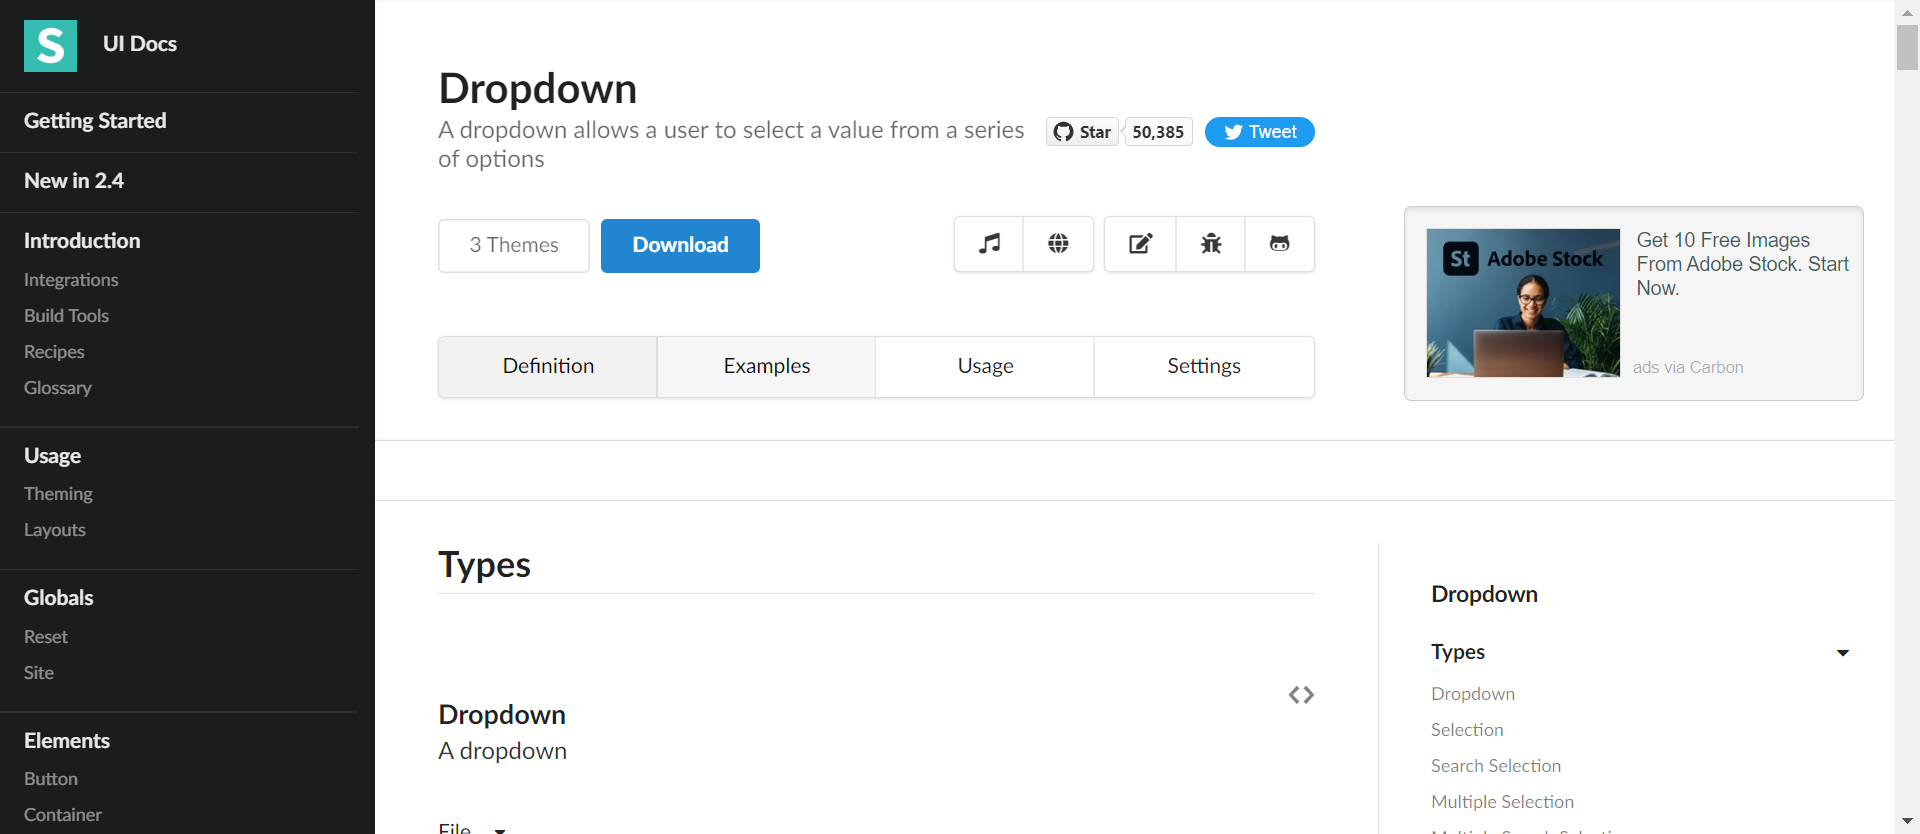 S
UI Docs
Getting Started
New in 2.4
Introduction
Integrations
Build Tools
Recipes
Glossary
Usage
Theming
Layouts
Globals
Reset
Site
Elements
Button
Container
Dropdown
A dropdown allows a user to select a value from a series
of options
Star
50,385
Tweet
3 Themes
Download
Definition
Examples
Usage
Settings
St Adobe Stock
Get 10 Free Images
From Adobe Stock. Start
Now.
ads via Carbon
Types
Dropdown
A dropdown
File
Dropdown
Types
Dropdown
Selection
Search Selection
Multiple Selection